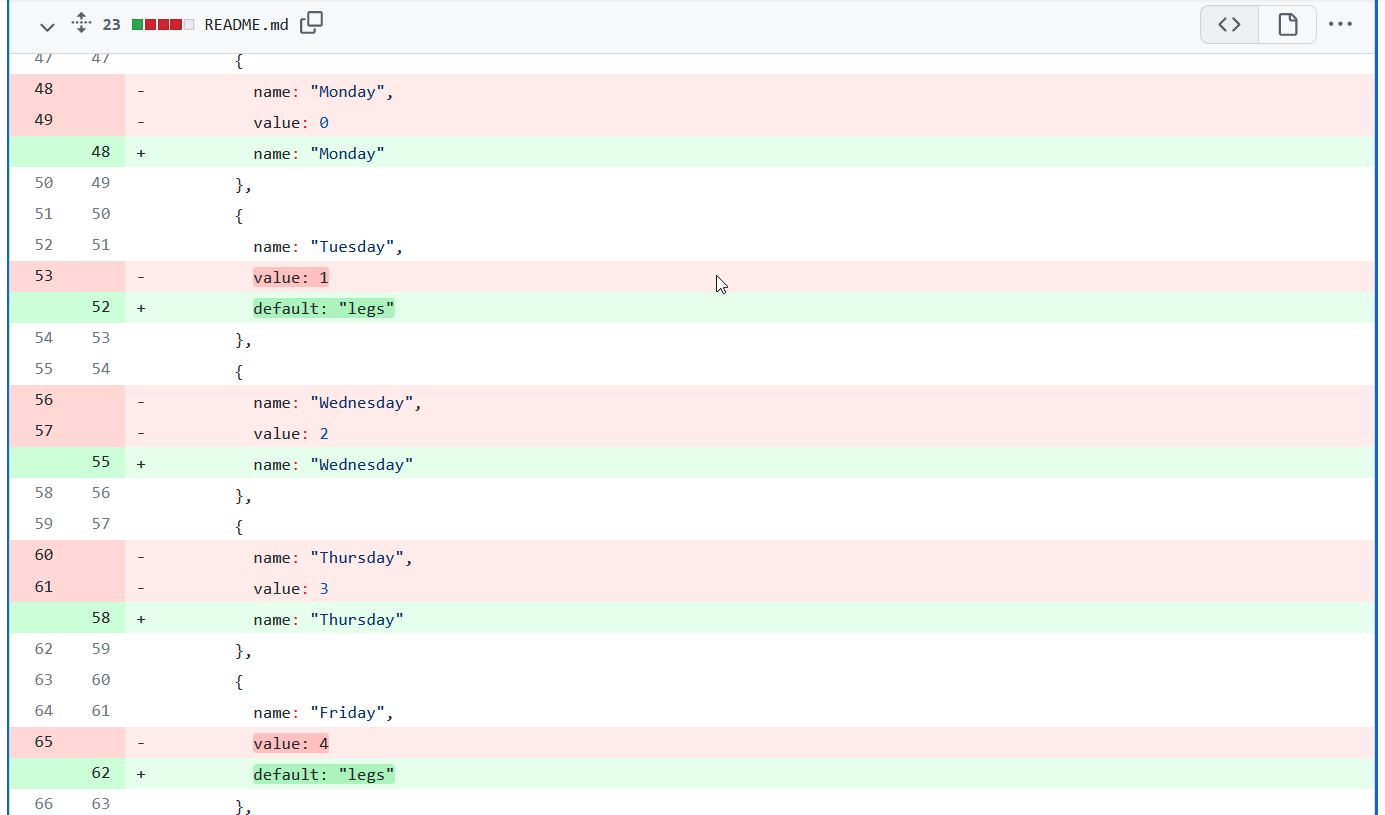 23 README.md
47 47 {
48 - name: "Monday",
49 - value: 0
48 + name: "Monday"
50 49 },
51 50 {
52 51 name: "Tuesday",
53 - value: 1
52 + default: "legs"
54 53 },
55 54 {
56 - name: "Wednesday",
57 - value: 2
55 + name: "Wednesday"
58 56 },
59 57 {
60 - name: "Thursday",
61 - value: 3
58 + name: "Thursday"
62 59 },
63 60 {
64 61 name: "Friday",
65 - value: 4
62 + default: "legs"
66 63 },